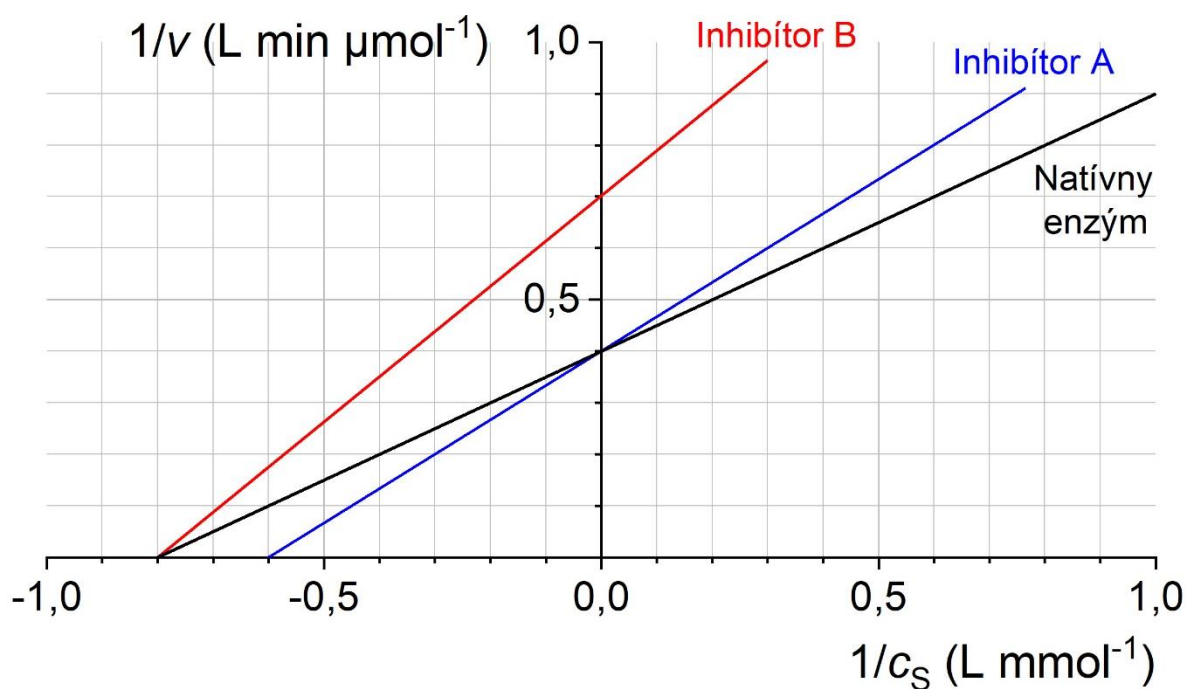 1/v (L min µmol⁻¹)
1,0
Inhibítor B
Inhibítor A
Natívny
enzým
0,5
-1,0
-0,5
0,0
0,5
1,0
1/cS (L mmol⁻¹)